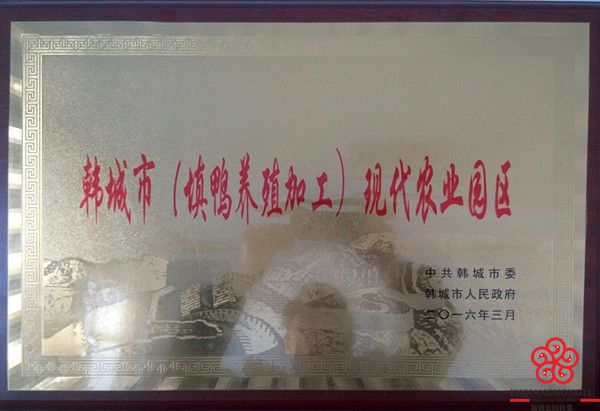 韩城市（填鸭养殖加工）现代农业园区
中共韩城市委
韩城市人民政府
二〇一六年三月